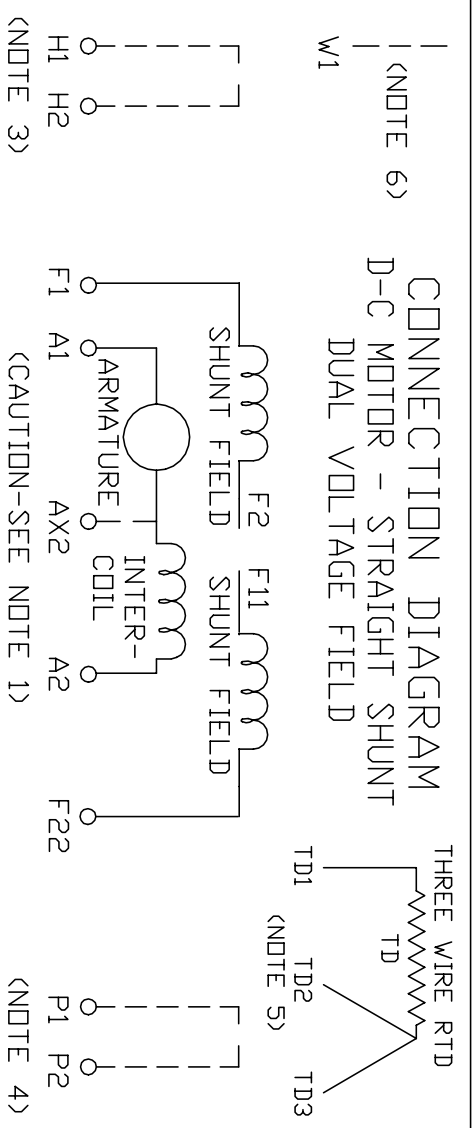 CONNECTION DIAGRAM
D-C MOTOR - STRAIGHT SHUNT
DUAL VOLTAGE FIELD
W1
(NOTE 6)
THREE WIRE RTD
TD
TD1
TD2
TD3
(NOTE 5)
F2
F11
SHUNT FIELD
SHUNT FIELD
ARMATURE
INTER-
COIL
H1
H2
F1
A1
AX2
A2
F22
P1
P2
(NOTE 3)
(CAUTION-SEE NOTE 1)
(NOTE 4)